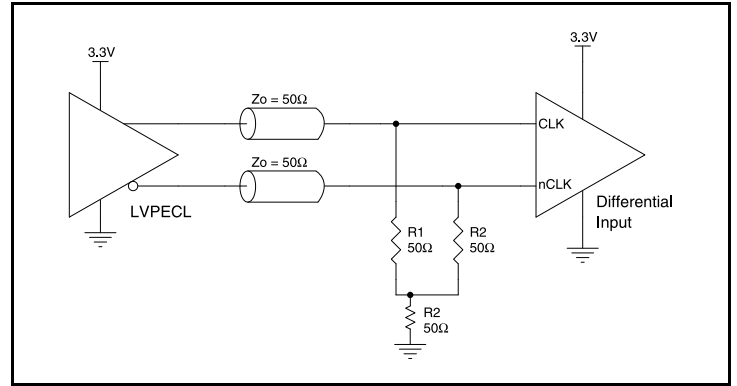 3.3V
3.3V
Zo = 50Ω
CLK
Zo = 50Ω
nCLK
LVPECL
Differential
Input
R1
50Ω
R2
50Ω
R2
50Ω